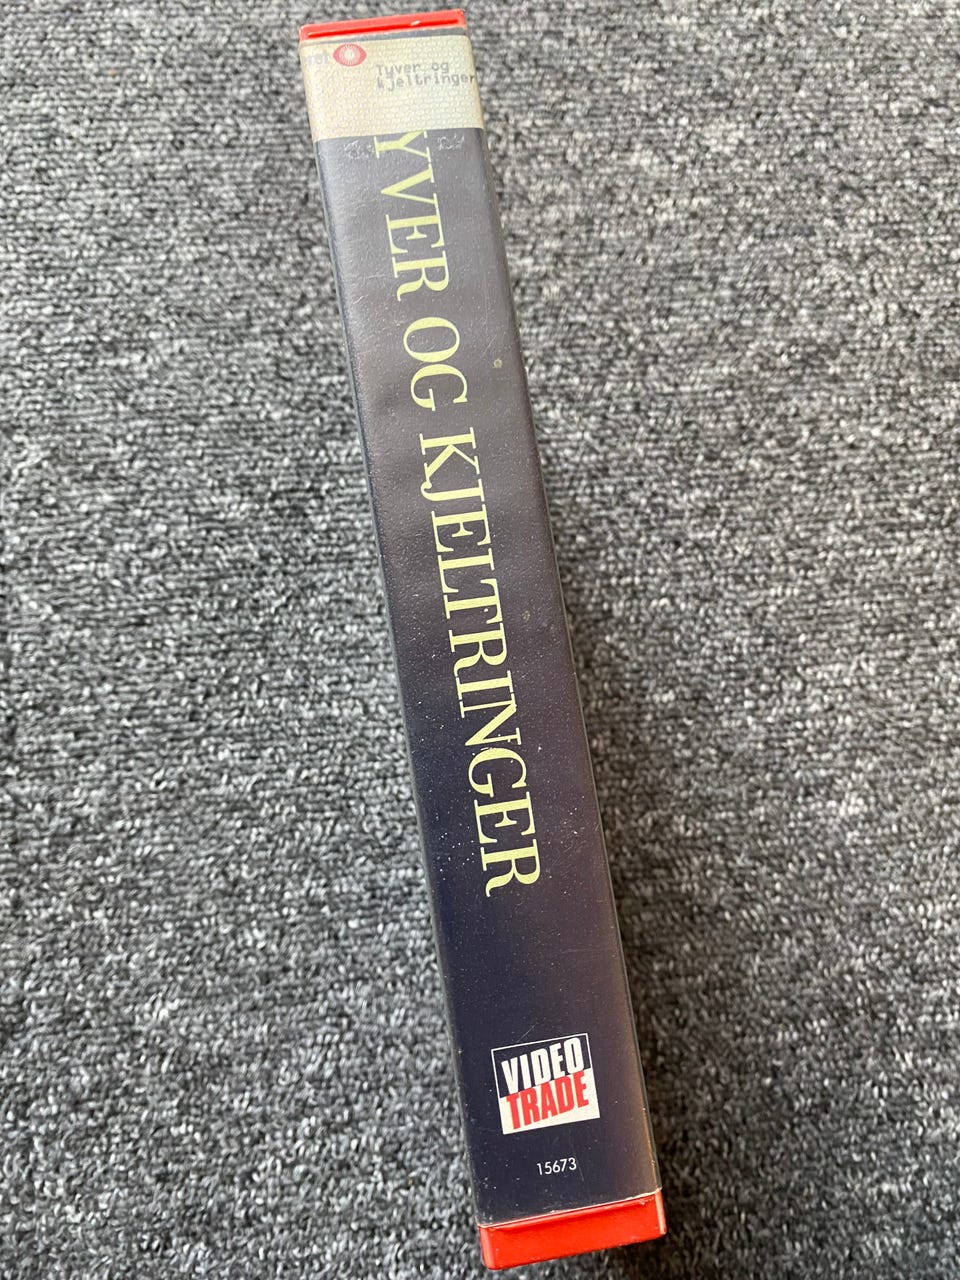 Tyver og
kjeltringer
YVER OG KJELTRINGER
VIDEO
TRADE
15673